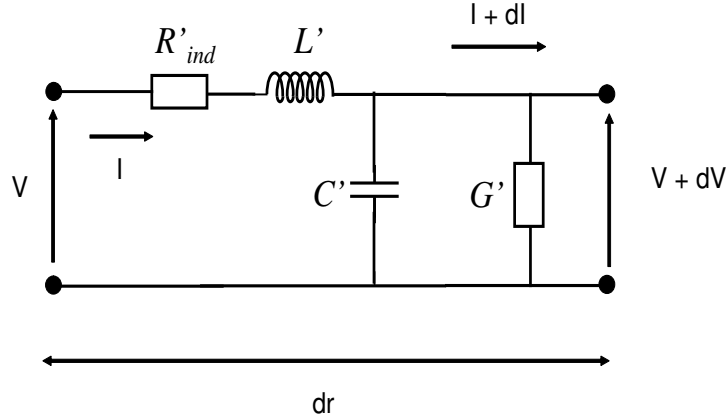 I + dI
R'ind
L'
I
V
C'
G'
V + dV
dr